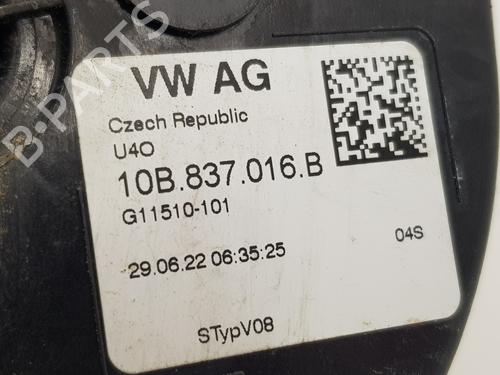 VW AG
Czech Republic
U4O
10B.837.016.B
G11510-101
29.06.22 06:35:25
04S
STypV08
B-PARTS